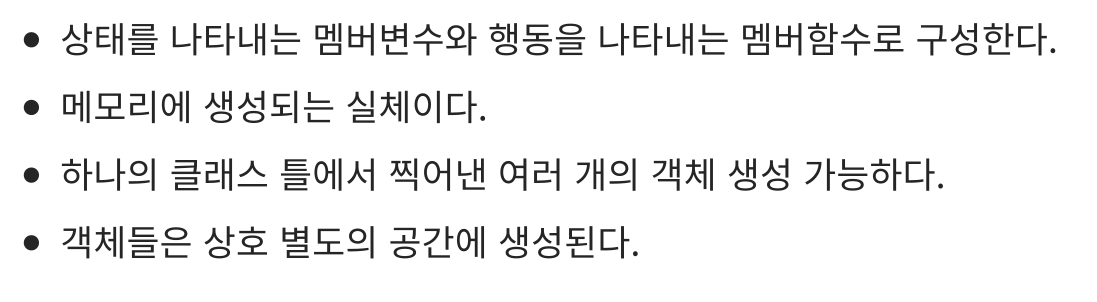 ● 상태를 나타내는 멤버변수와 행동을 나타내는 멤버함수로 구성한다.
● 메모리에 생성되는 실체이다.
● 하나의 클래스 틀에서 찍어낸 여러 개의 객체 생성 가능하다.
● 객체들은 상호 별도의 공간에 생성된다.